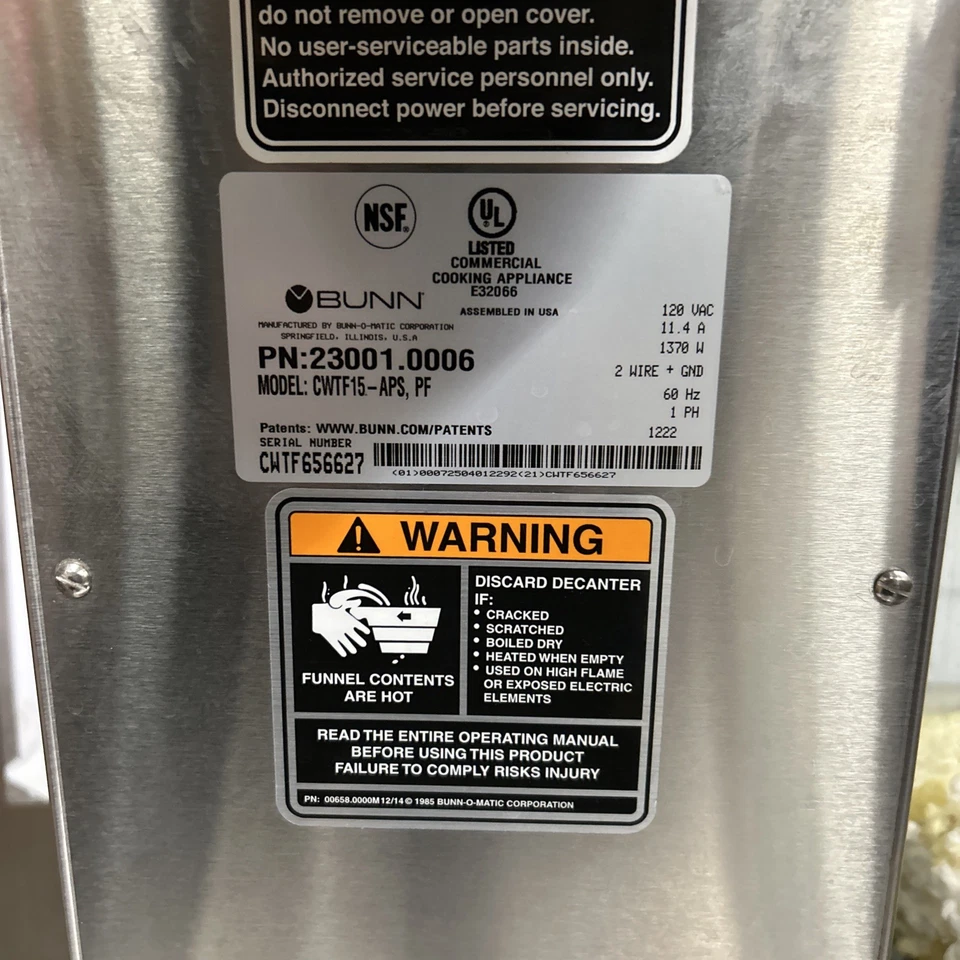 do not remove or open cover.
No user-serviceable parts inside.
Authorized service personnel only.
Disconnect power before servicing.
NSF®
UL
LISTED
COMMERCIAL
COOKING APPLIANCE
E32066
BUNN®
ASSEMBLED IN USA
MANUFACTURED BY BUNN-O-MATIC CORPORATION
SPRINGFIELD, ILLINOIS, U.S.A
PN:23001.0006
MODEL: CWTF15-APS, PF
120 VAC
11.4 A
1370 W
2 WIRE + GND
60 Hz
1 PH
1222
Patents: WWW.BUNN.COM/PATENTS
SERIAL NUMBER
CWTF656627
(01)00072504012292(21)CWTF656627
WARNING
FUNNEL CONTENTS
ARE HOT
DISCARD DECANTER
IF:
• CRACKED
• SCRATCHED
• BOILED DRY
• HEATED WHEN EMPTY
• USED ON HIGH FLAME
OR EXPOSED ELECTRIC
ELEMENTS
READ THE ENTIRE OPERATING MANUAL
BEFORE USING THIS PRODUCT
FAILURE TO COMPLY RISKS INJURY
PN: 00658.0000M 12/14 © 1985 BUNN-O-MATIC CORPORATION